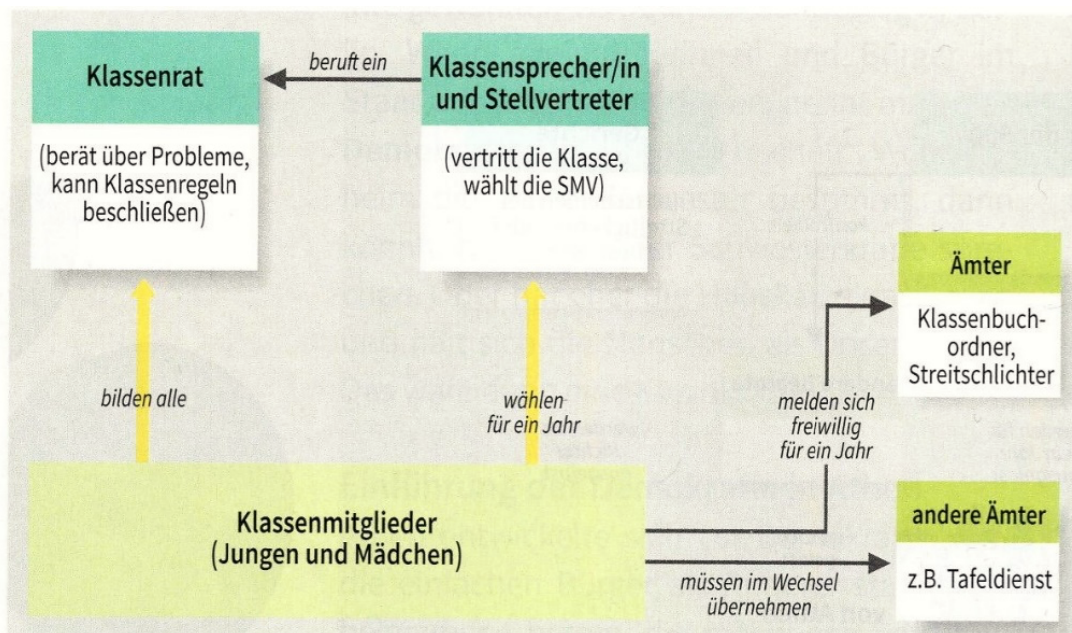 Klassenrat
(berät über Probleme,
kann Klassenregeln
beschließen)
beruft ein
Klassensprecher/in
und Stellvertreter
(vertritt die Klasse,
wählt die SMV)
Ämter
Klassenbuch-
ordner,
Streitschlichter
bilden alle
wählen
für ein Jahr
melden sich
freiwillig
für ein Jahr
Klassenmitglieder
(Jungen und Mädchen)
andere Ämter
z.B. Tafeldienst
müssen im Wechsel
übernehmen